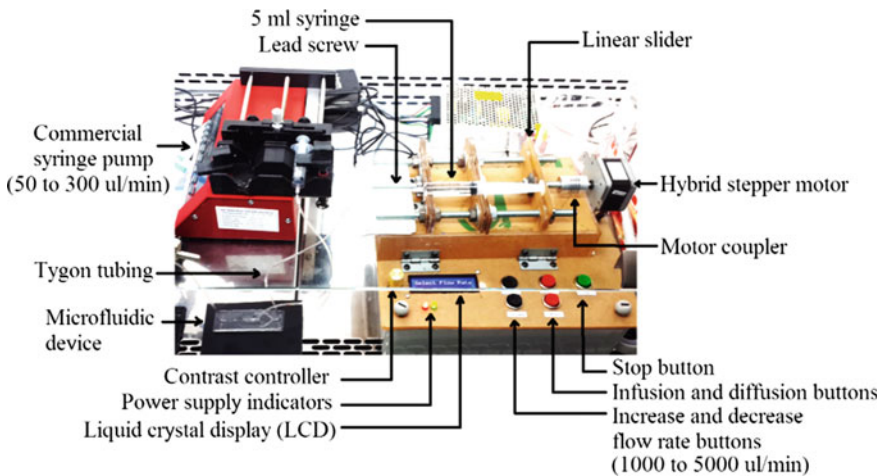 5 ml syringe
Lead screw
Linear slider
Commercial
syringe pump
(50 to 300 ul/min)
Hybrid stepper motor
Motor coupler
Tygon tubing
Select Flow Rate
Microfluidic
device
Contrast controller
Power supply indicators
Liquid crystal display (LCD)
Stop button
Infusion and diffusion buttons
Increase and decrease
flow rate buttons
(1000 to 5000 ul/min)